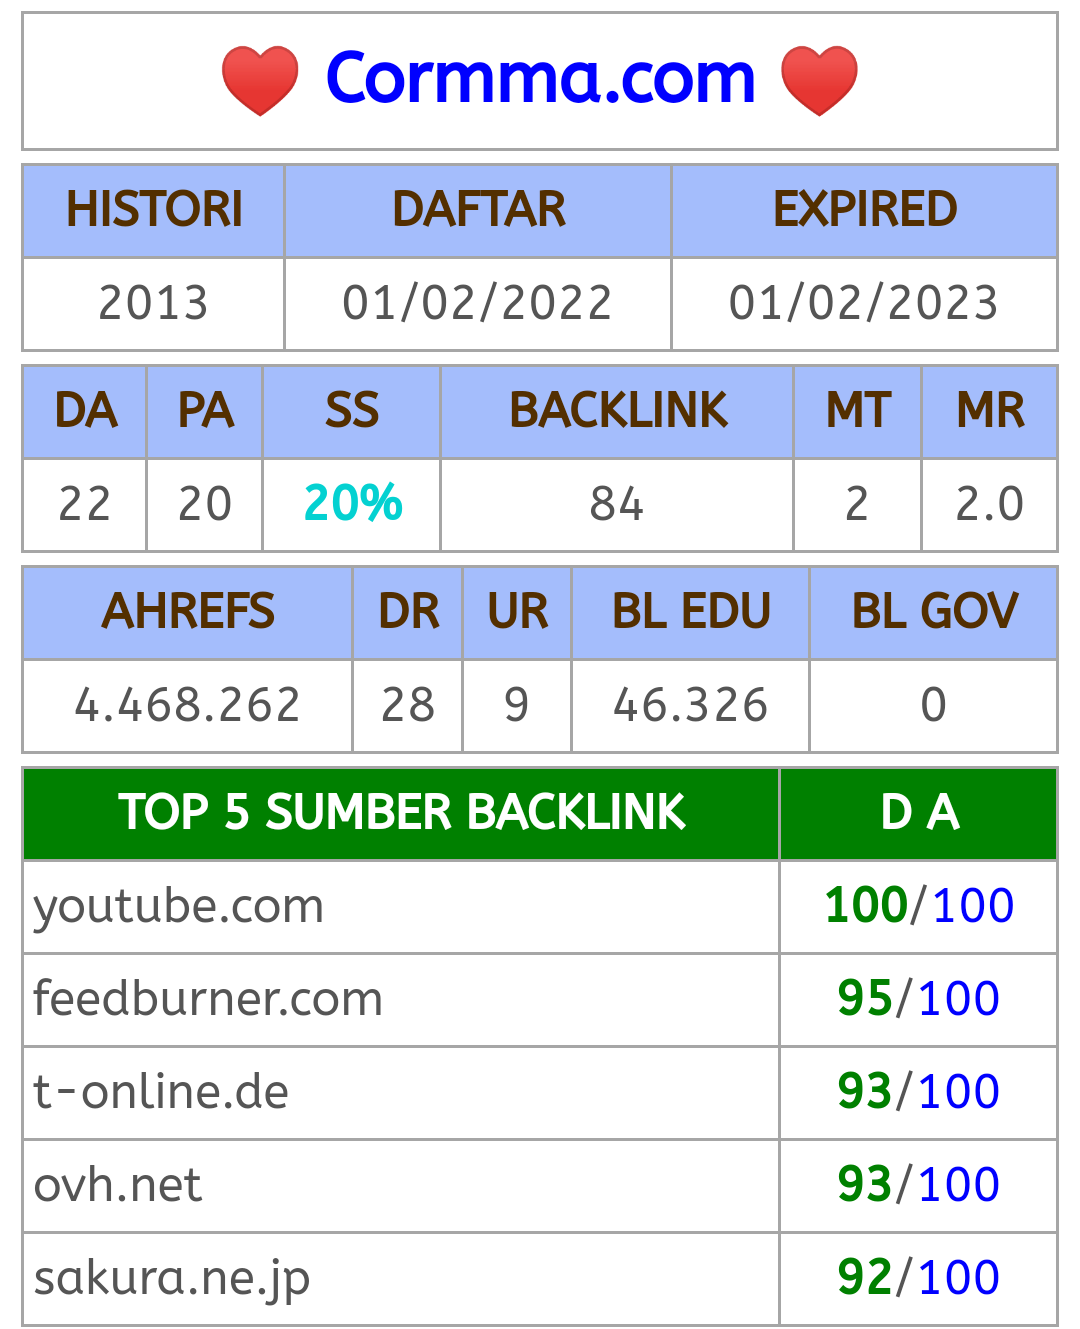 Cormma.com
HISTORI DAFTAR EXPIRED
2013 01/02/2022 01/02/2023
DA PA SS BACKLINK MT MR
22 20 20% 84 2 2.0
AHREFS DR UR BL EDU BL GOV
4.468.262 28 9 46.326 0
TOP 5 SUMBER BACKLINK D A
youtube.com 100/100
feedburner.com 95/100
t-online.de 93/100
ovh.net 93/100
sakura.ne.jp 92/100